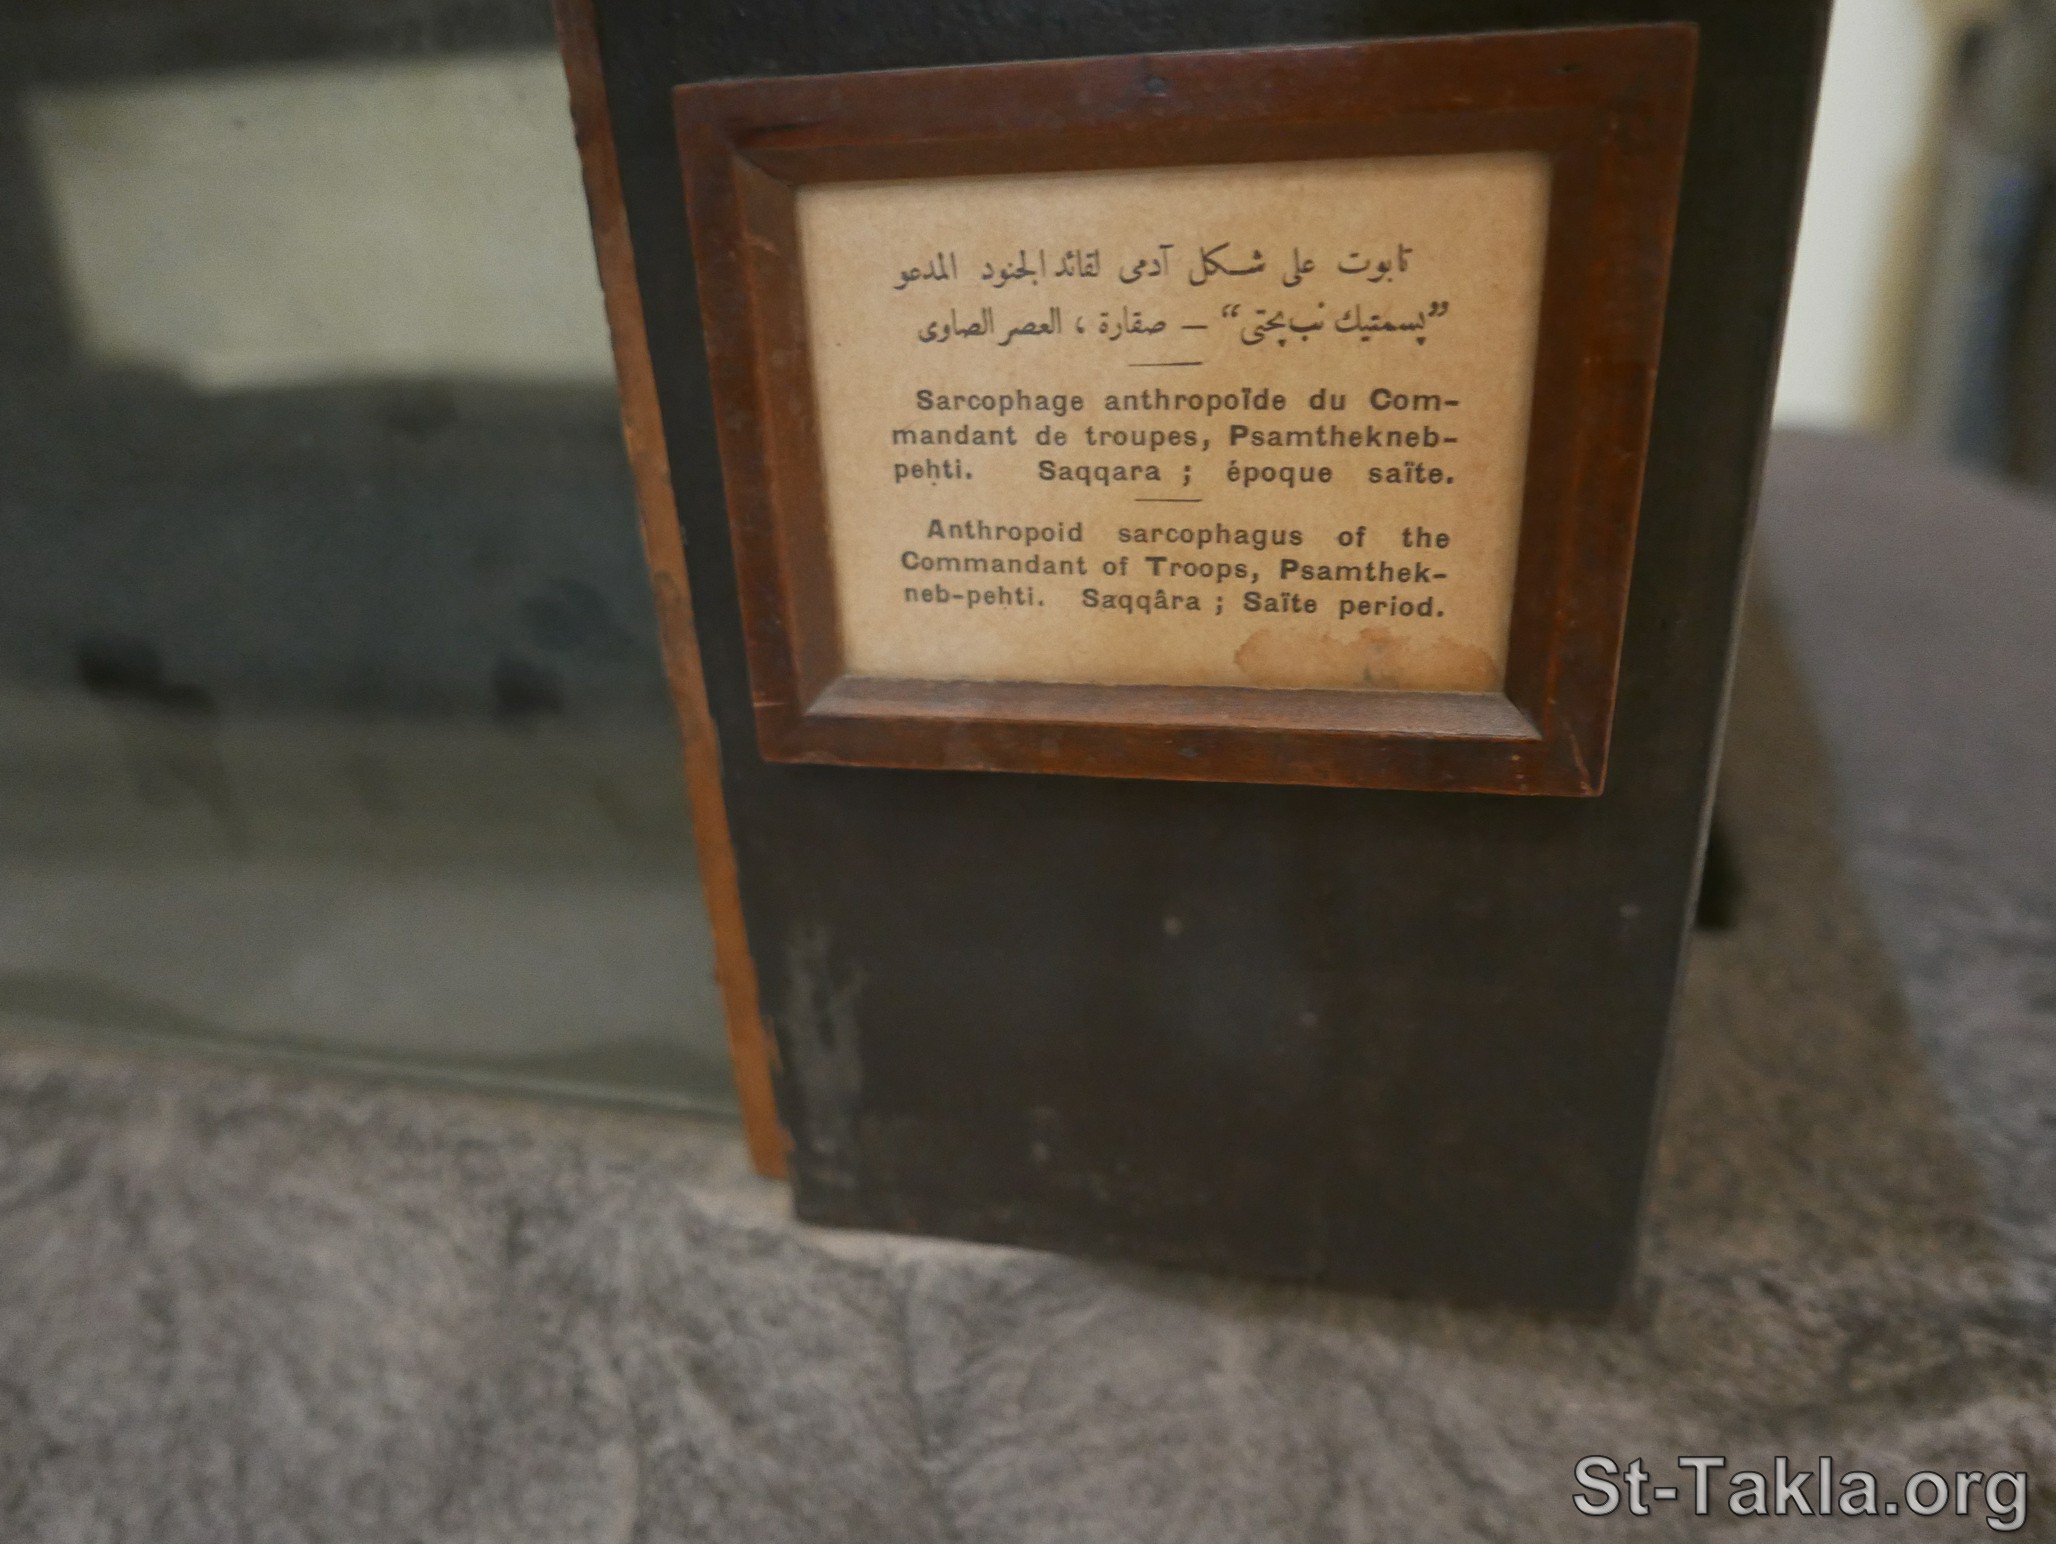 تابوت على شكل آدمى لقائد الجنود المدعو
”پسمتيك نب پحتى“ — صقارة ، العصر الصاوى
Sarcophage anthropoïde du Com-
mandant de troupes, Psamthekneb-
peḥti. Saqqara ; époque saïte.
Anthropoid sarcophagus of the
Commandant of Troops, Psamthek-
neb-peḥti. Saqqâra ; Saïte period.
St-Takla.org